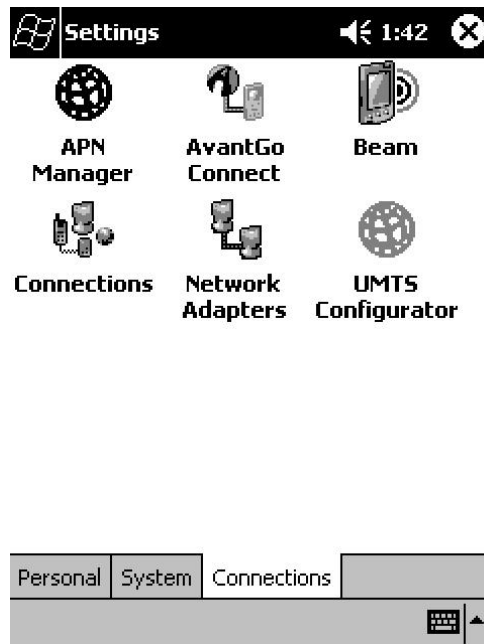 Settings 1:42
APN
Manager
AvantGo
Connect
Beam
Connections
Network
Adapters
UMTS
Configurator
Personal System Connections